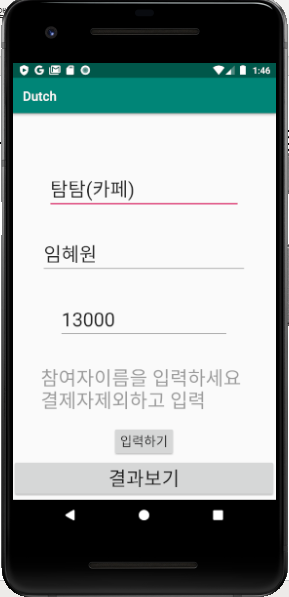 1:46
Dutch
탐탐(카페)
임혜원
13000
참여자이름을 입력하세요
결제자제외하고 입력
입력하기
결과보기